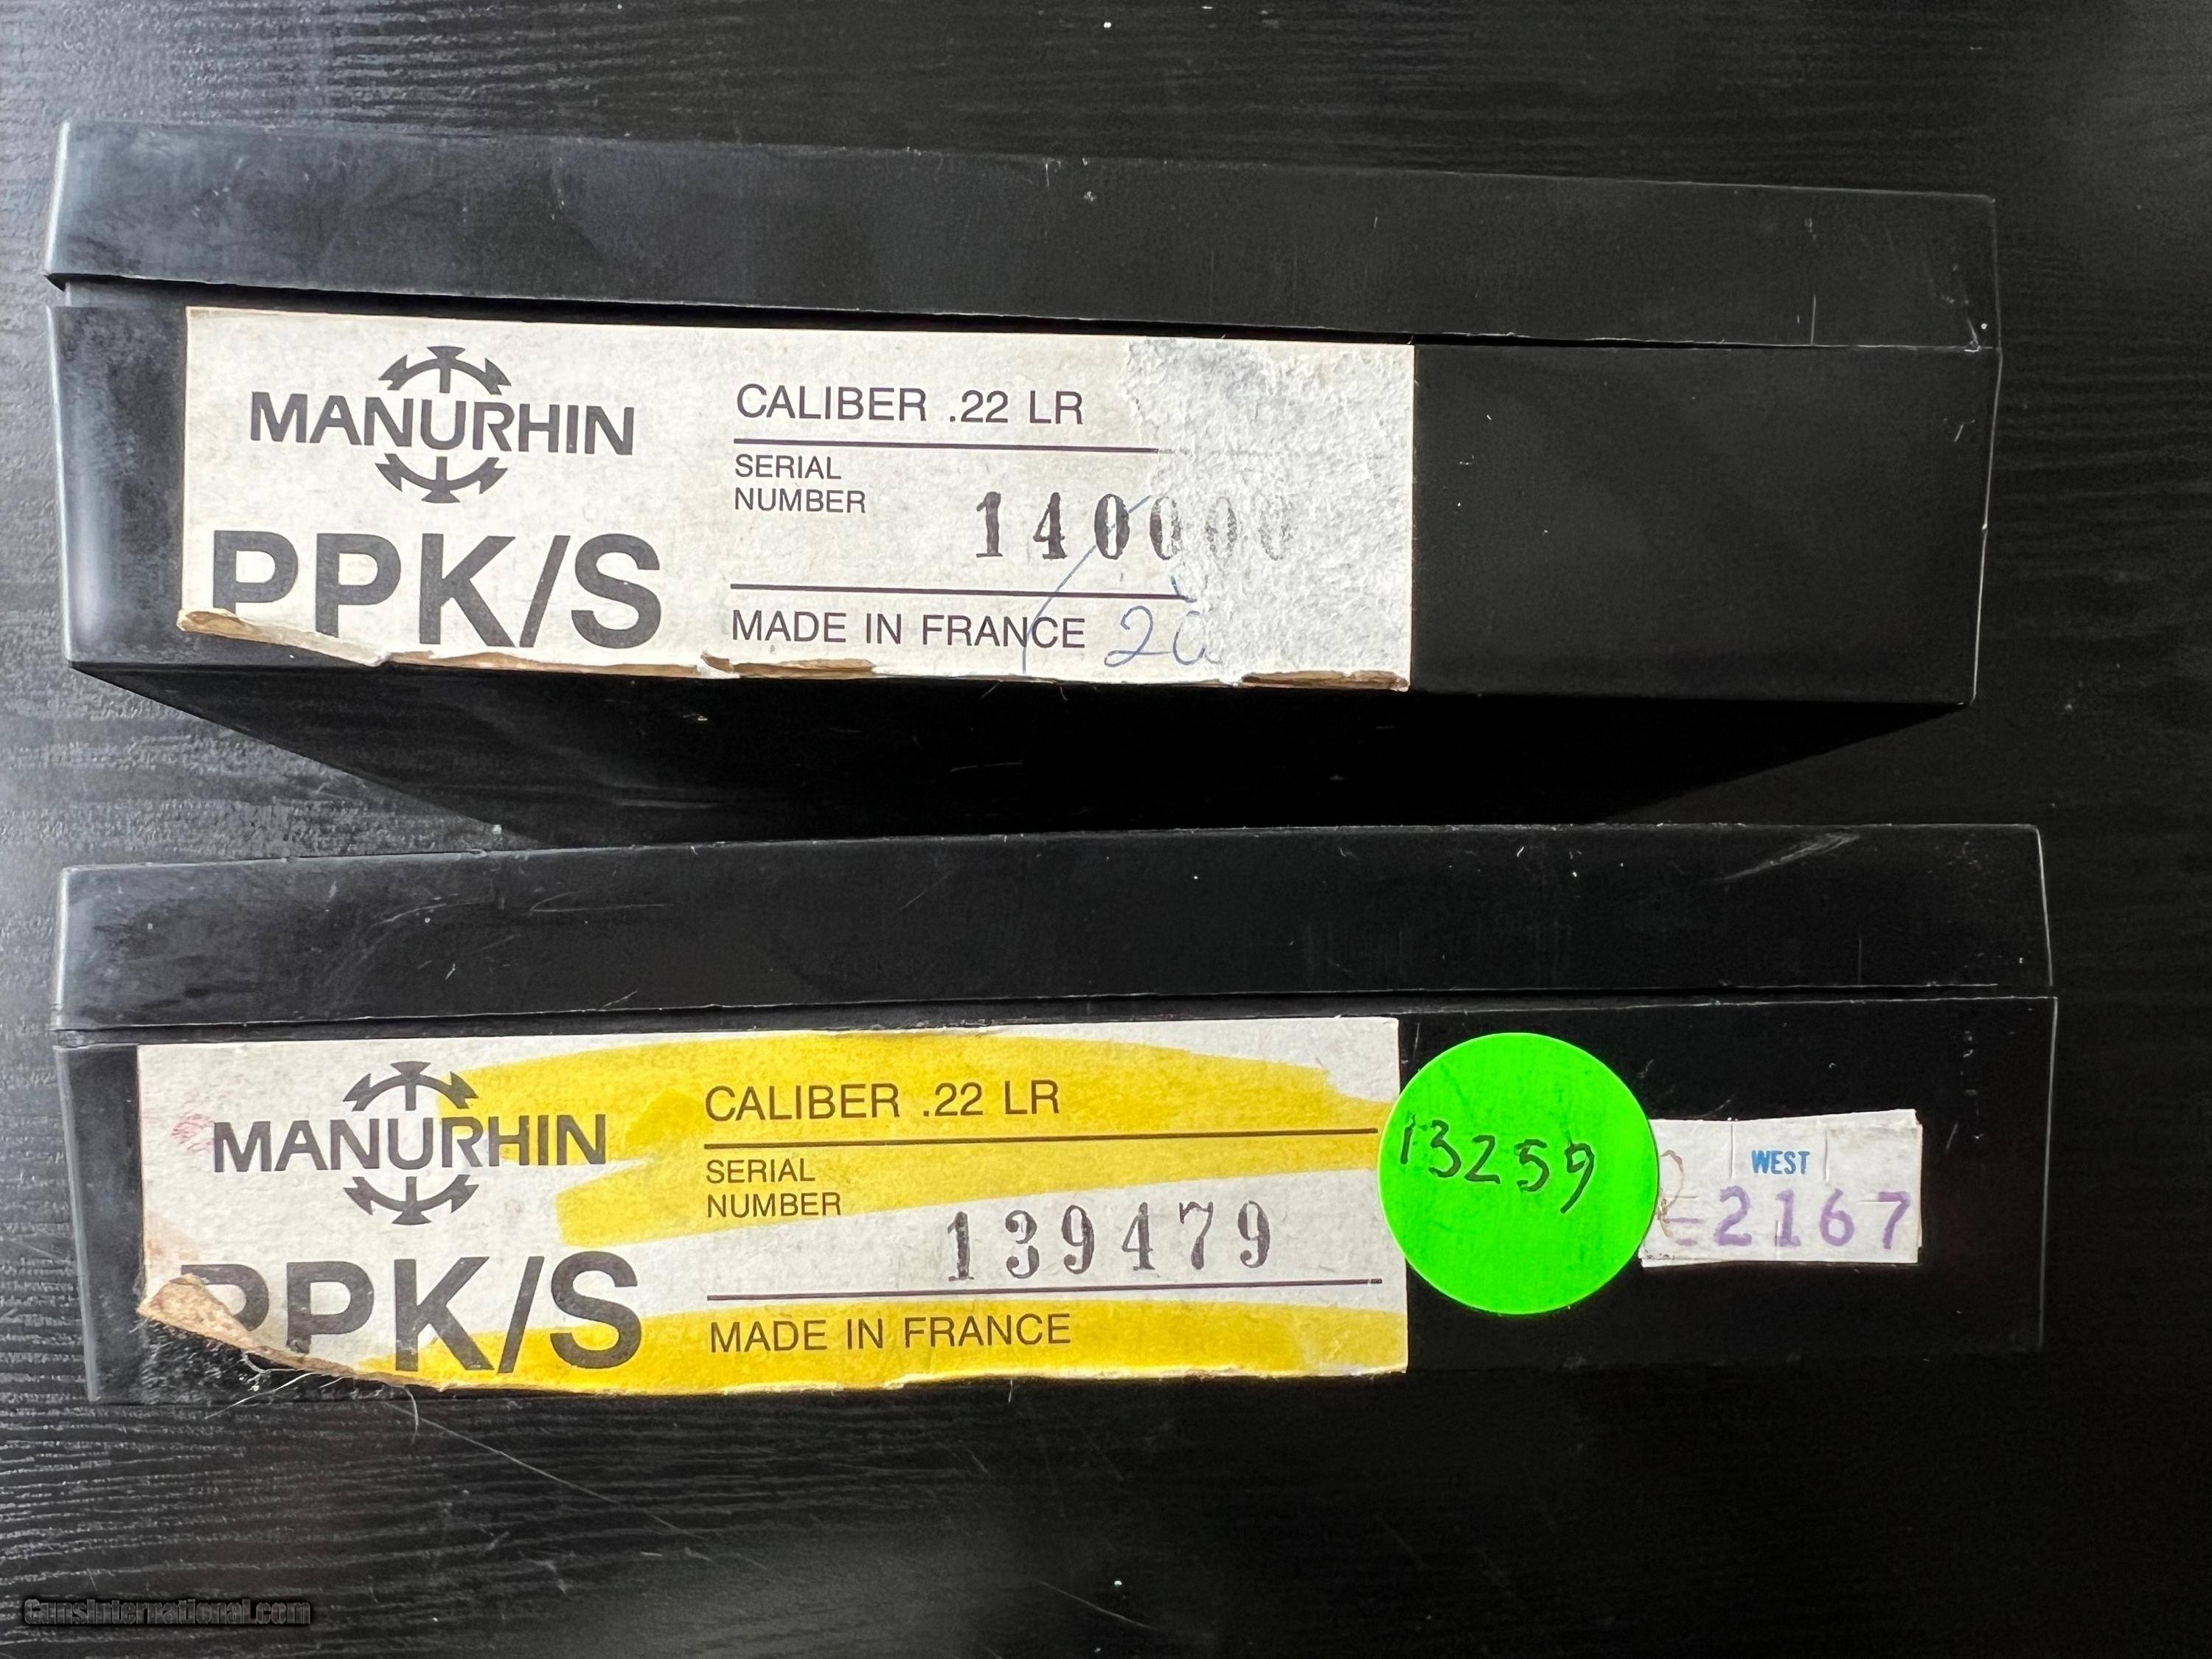 MANURHIN
PPK/S
CALIBER .22 LR
SERIAL
NUMBER
140000
MADE IN FRANCE
MANURHIN
PPK/S
CALIBER .22 LR
SERIAL
NUMBER
139479
MADE IN FRANCE
13259
WEST
2167
GunsInternational.com